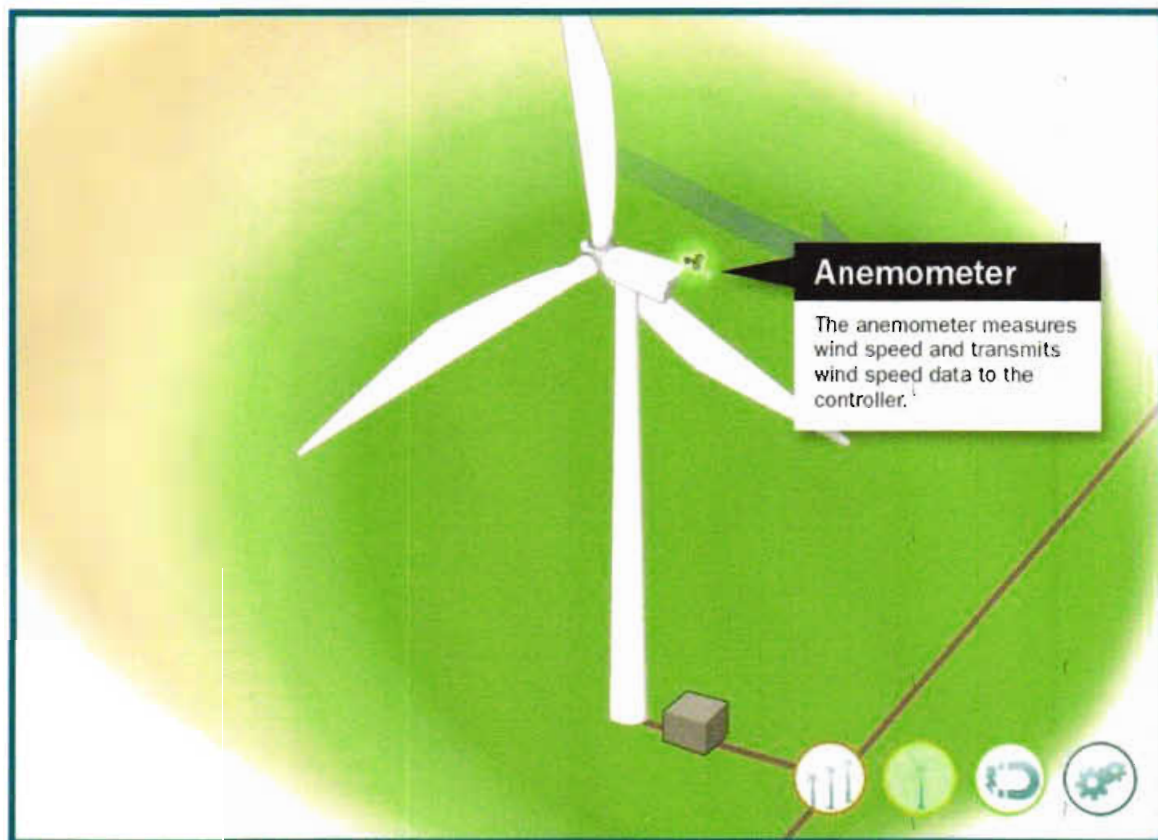 Anemometer
The anemometer measures
wind speed and transmits
wind speed data to the
controller.